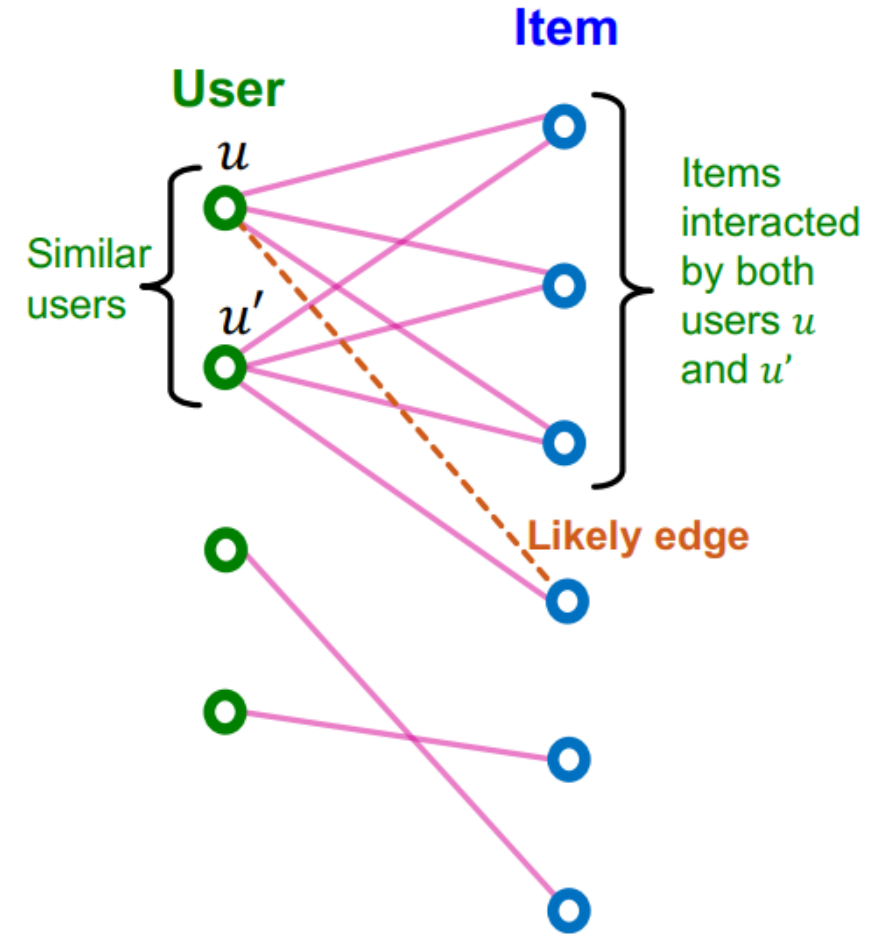 Item
User
u
Similar
users
u′
Items
interacted
by both
users u
and u’
Likely edge